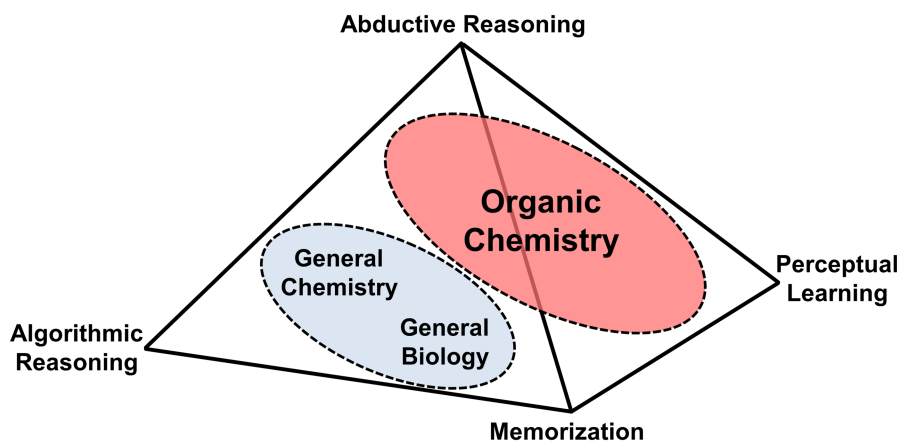 Abductive Reasoning
Organic
Chemistry
General
Chemistry
Perceptual
Learning
General
Biology
Algorithmic
Reasoning
Memorization